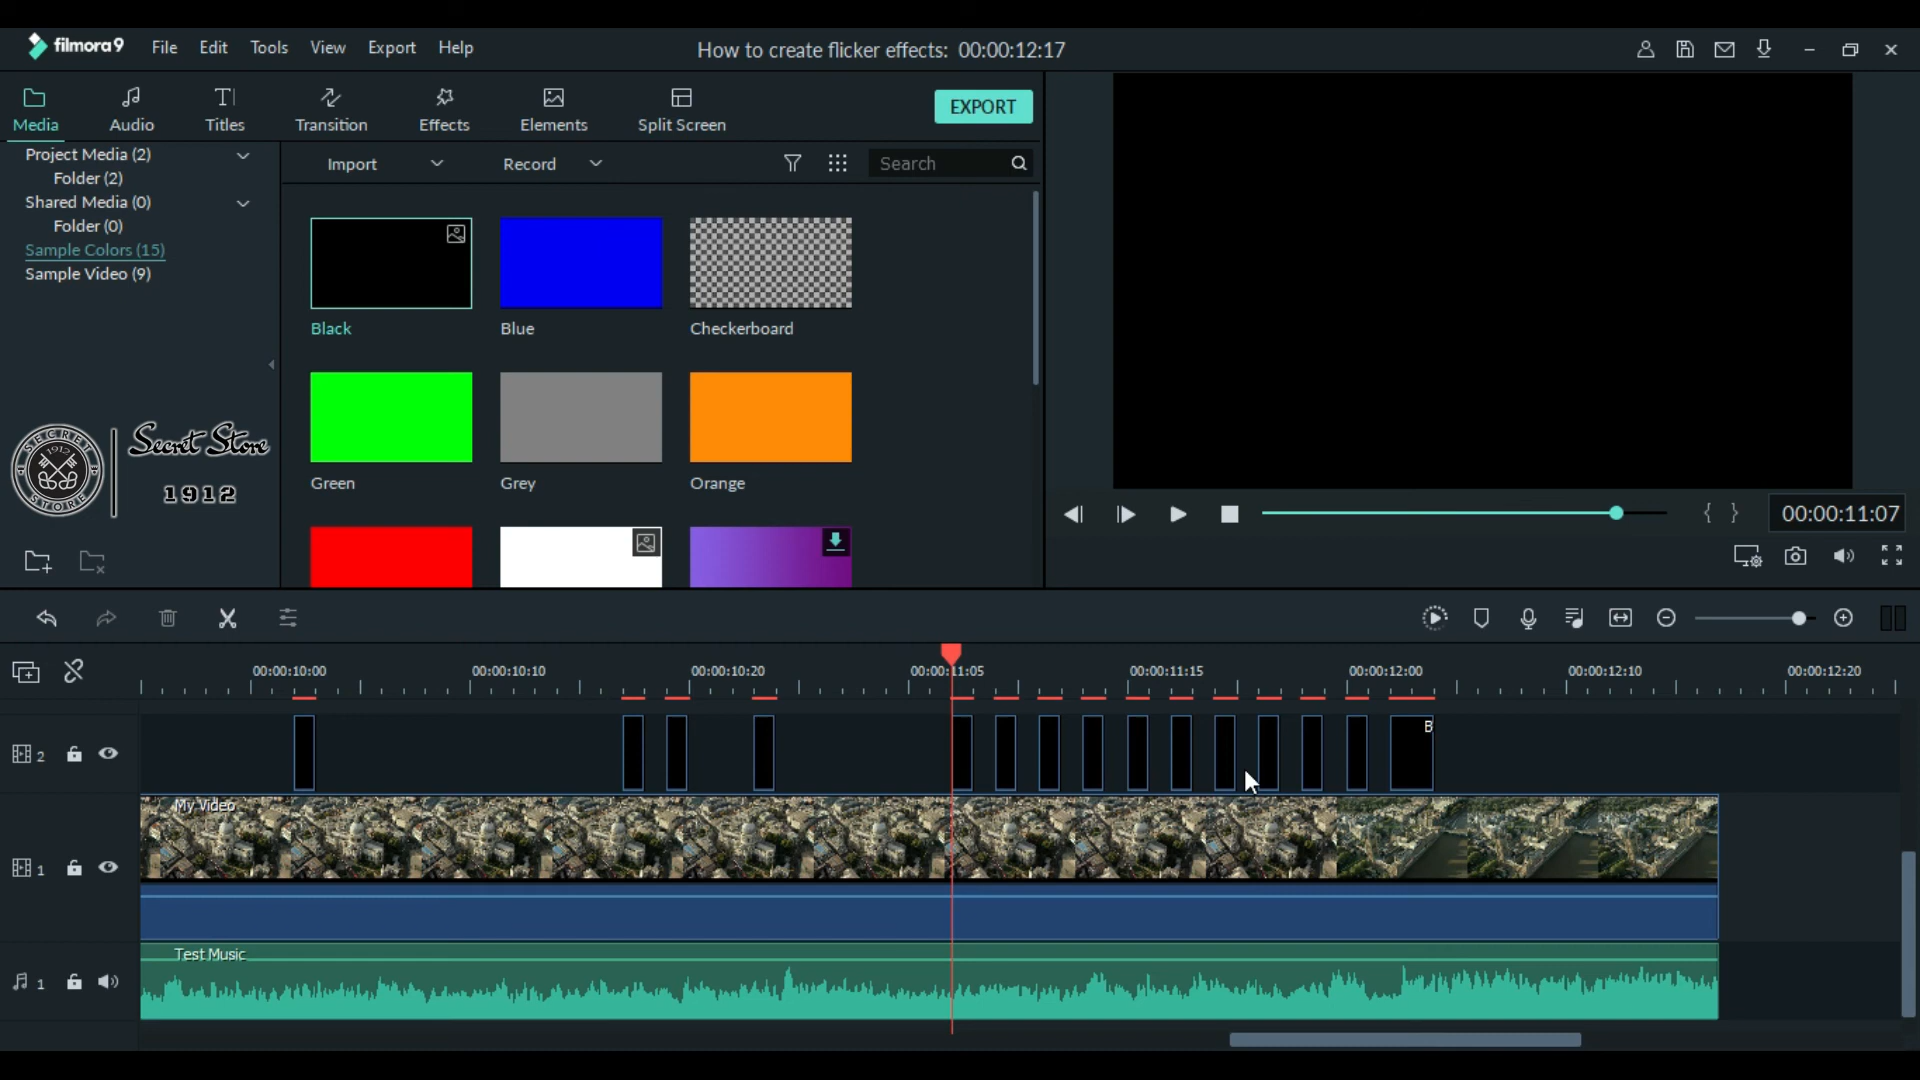 filmora9 File Edit Tools View Export Help How to create flicker effects: 00:00:12:17
Media Audio Titles Transition Effects Elements Split Screen EXPORT
Project Media (2)
Folder (2)
Shared Media (0)
Folder (0)
Sample Colors (15)
Sample Video (9)
Import Record Search
Black Blue Checkerboard
Green Grey Orange
SECRET
1912
STORE
Secret Store
1912
00:00:11:07
00:00:10:00 00:00:10:10 00:00:10:20 00:00:11:05 00:00:11:15 00:00:12:00 00:00:12:10 00:00:12:20
2 B
My Video
1
Test Music
1